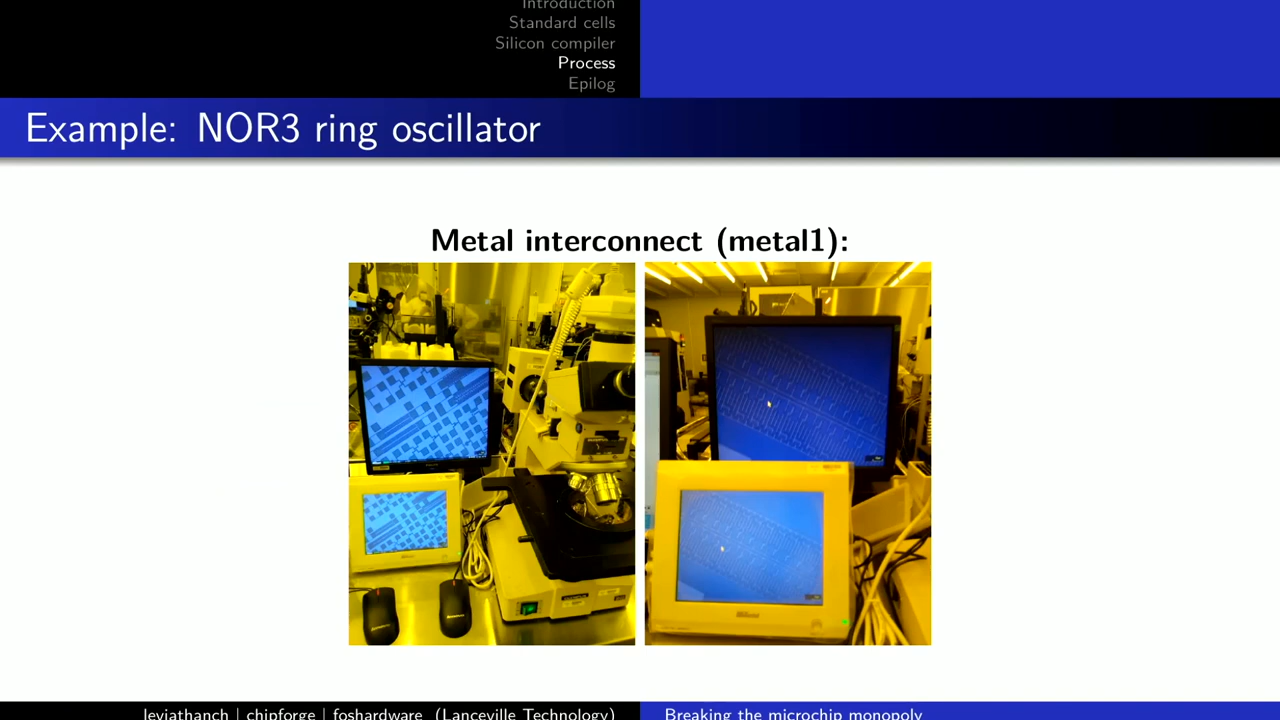 Introduction
Standard cells
Silicon compiler
Process
Epilog
Example: NOR3 ring oscillator
Metal interconnect (metal1):
leviathanch | chipforge | foshardware (Lanceville Technology)
Breaking the microchip monopoly